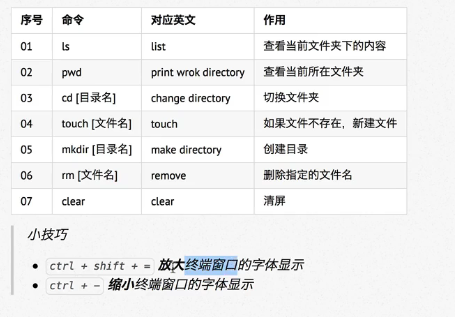 序号 命令 对应英文 作用
01 ls list 查看当前文件夹下的内容
02 pwd print wrok directory 查看当前所在文件夹
03 cd [目录名] change directory 切换文件夹
04 touch [文件名] touch 如果文件不存在，新建文件
05 mkdir [目录名] make directory 创建目录
06 rm [文件名] remove 删除指定的文件名
07 clear clear 清屏
小技巧
• ctrl + shift + = 放大终端窗口的字体显示
• ctrl + - 缩小终端窗口的字体显示